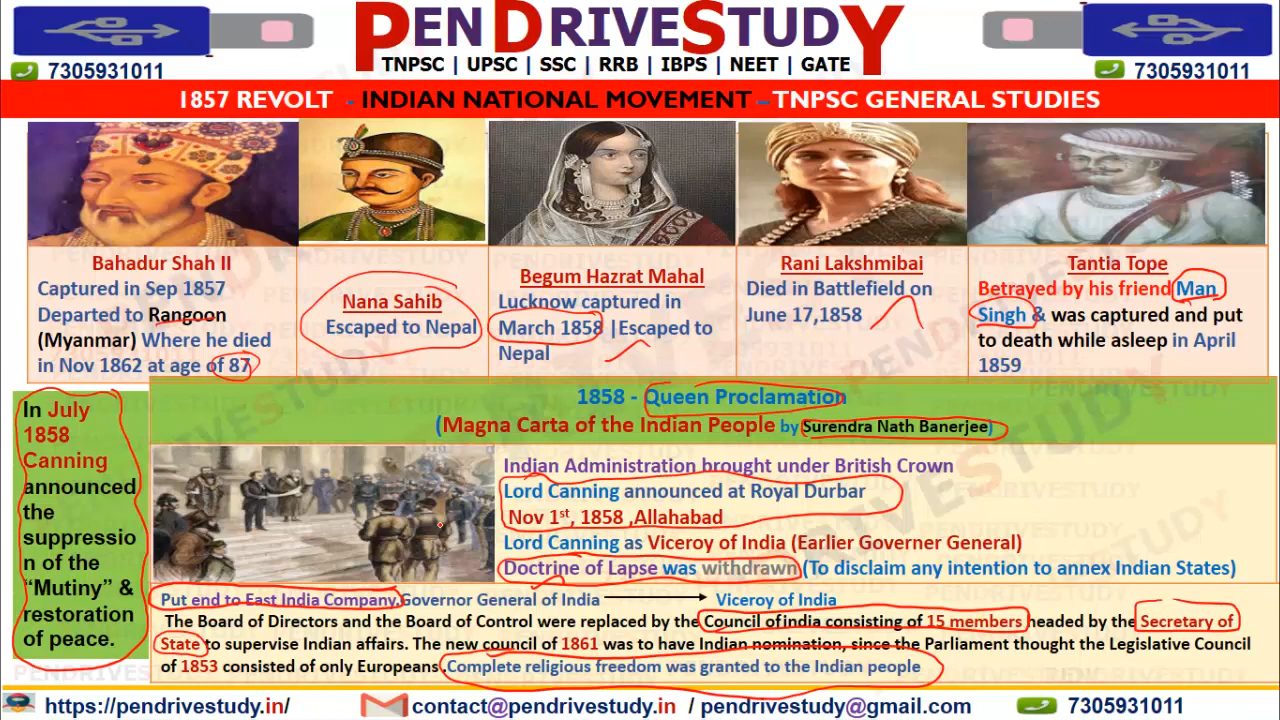 PENDRIVESTUDY
TNPSC | UPSC | SSC | RRB | IBPS | NEET | GATE
7305931011
7305931011
1857 REVOLT - INDIAN NATIONAL MOVEMENT – TNPSC GENERAL STUDIES
Bahadur Shah II
Captured in Sep 1857
Departed to Rangoon
(Myanmar) Where he died
in Nov 1862 at age of 87
Nana Sahib
Escaped to Nepal
Begum Hazrat Mahal
Lucknow captured in
March 1858 |Escaped to
Nepal
Rani Lakshmibai
Died in Battlefield on
June 17,1858
Tantia Tope
Betrayed by his friend Man
Singh & was captured and put
to death while asleep in April
1859
In July
1858
Canning
announced
the
suppressio
n of the
“Mutiny” &
restoration
of peace.
1858 - Queen Proclamation
(Magna Carta of the Indian People by Surendra Nath Banerjee)
Indian Administration brought under British Crown
Lord Canning announced at Royal Durbar
Nov 1st, 1858 ,Allahabad
Lord Canning as Viceroy of India (Earlier Governer General)
Doctrine of Lapse was withdrawn (To disclaim any intention to annex Indian States)
Put end to East India Company.Governor General of India → Viceroy of India
The Board of Directors and the Board of Control were replaced by the Council of india consisting of 15 members headed by the Secretary of
State to supervise Indian affairs. The new council of 1861 was to have Indian nomination, since the Parliament thought the Legislative Council
of 1853 consisted of only Europeans.Complete religious freedom was granted to the Indian people
https://pendrivestudy.in/
contact@pendrivestudy.in / pendrivestudy@gmail.com
7305931011